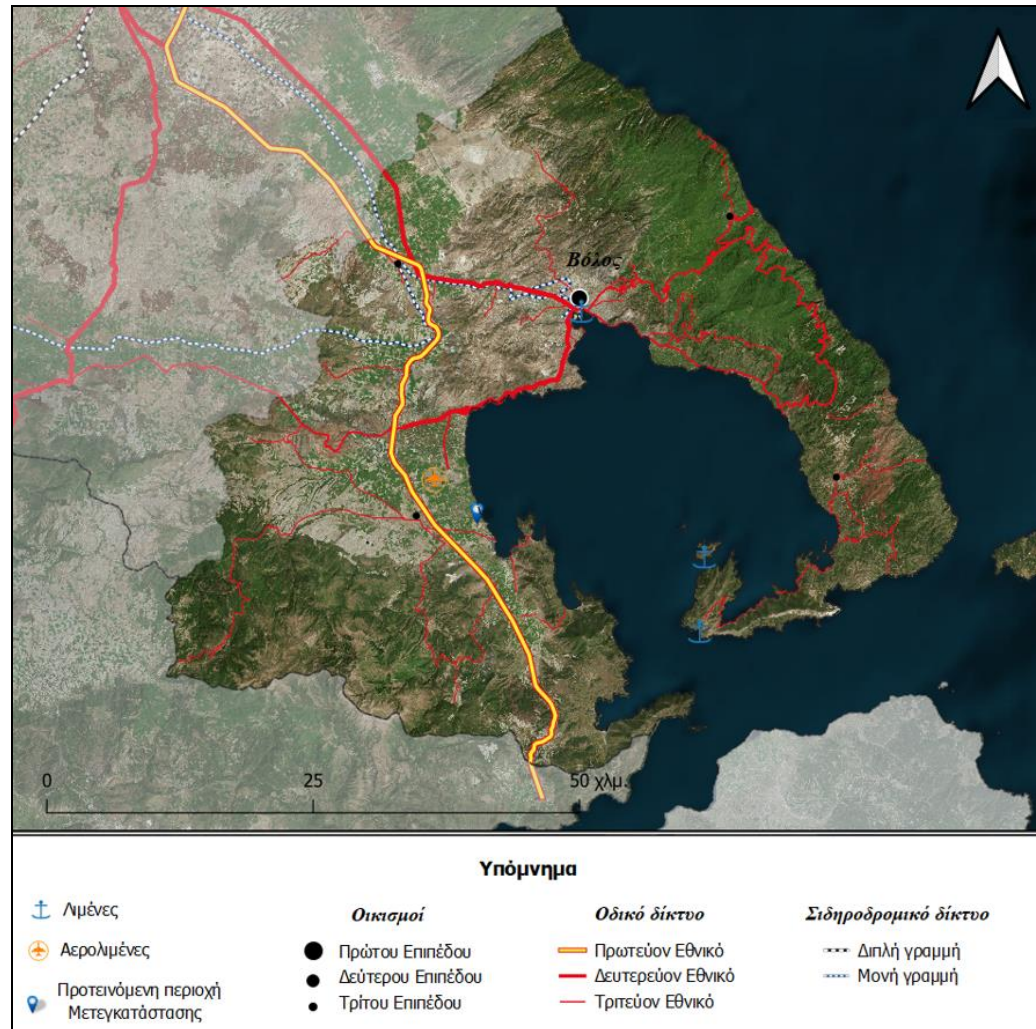 Βόλος
0 25 50 χλμ.
Υπόμνημα
Λιμένες
Αερολιμένες
Προτεινόμενη περιοχή
Μετεγκατάστασης
Οικισμοί
Πρώτου Επιπέδου
Δεύτερου Επιπέδου
Τρίτου Επιπέδου
Οδικό δίκτυο
Πρωτεύον Εθνικό
Δευτερεύον Εθνικό
Τριτεύον Εθνικό
Σιδηροδρομικό δίκτυο
Διπλή γραμμή
Μονή γραμμή